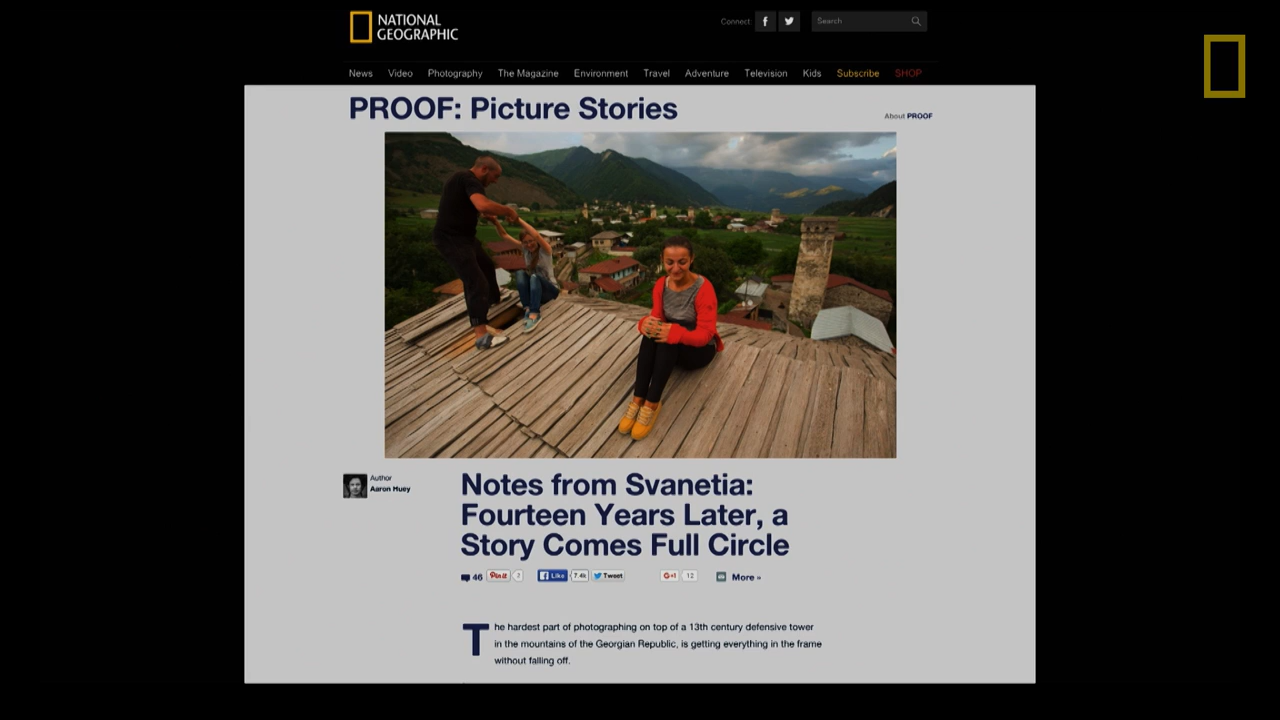 NATIONAL
GEOGRAPHIC
Connect:
Search
News Video Photography The Magazine Environment Travel Adventure Television Kids Subscribe SHOP
PROOF: Picture Stories
About PROOF
Author
Aaron Huey
Notes from Svanetia:
Fourteen Years Later, a
Story Comes Full Circle
46 Pin it Like 7.4k Tweet +1 12 More »
The hardest part of photographing on top of a 13th century defensive tower
in the mountains of the Georgian Republic, is getting everything in the frame
without falling off.